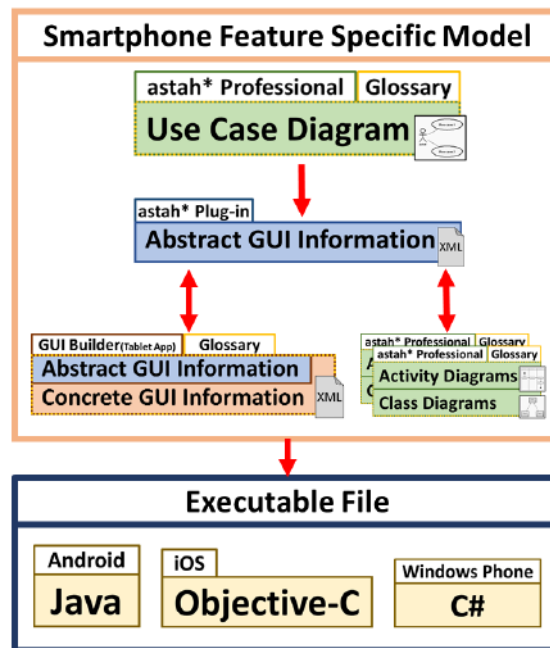 Smartphone Feature Specific Model
astah* Professional Glossary
Use Case Diagram
astah* Plug-in
Abstract GUI Information
XML
GUI Builder(Tablet App) Glossary
Abstract GUI Information
Concrete GUI Information
XML
astah* Professional Glossary
astah* Professional Glossary
Activity Diagrams
Class Diagrams
Executable File
Android
Java
iOS
Objective-C
Windows Phone
C#